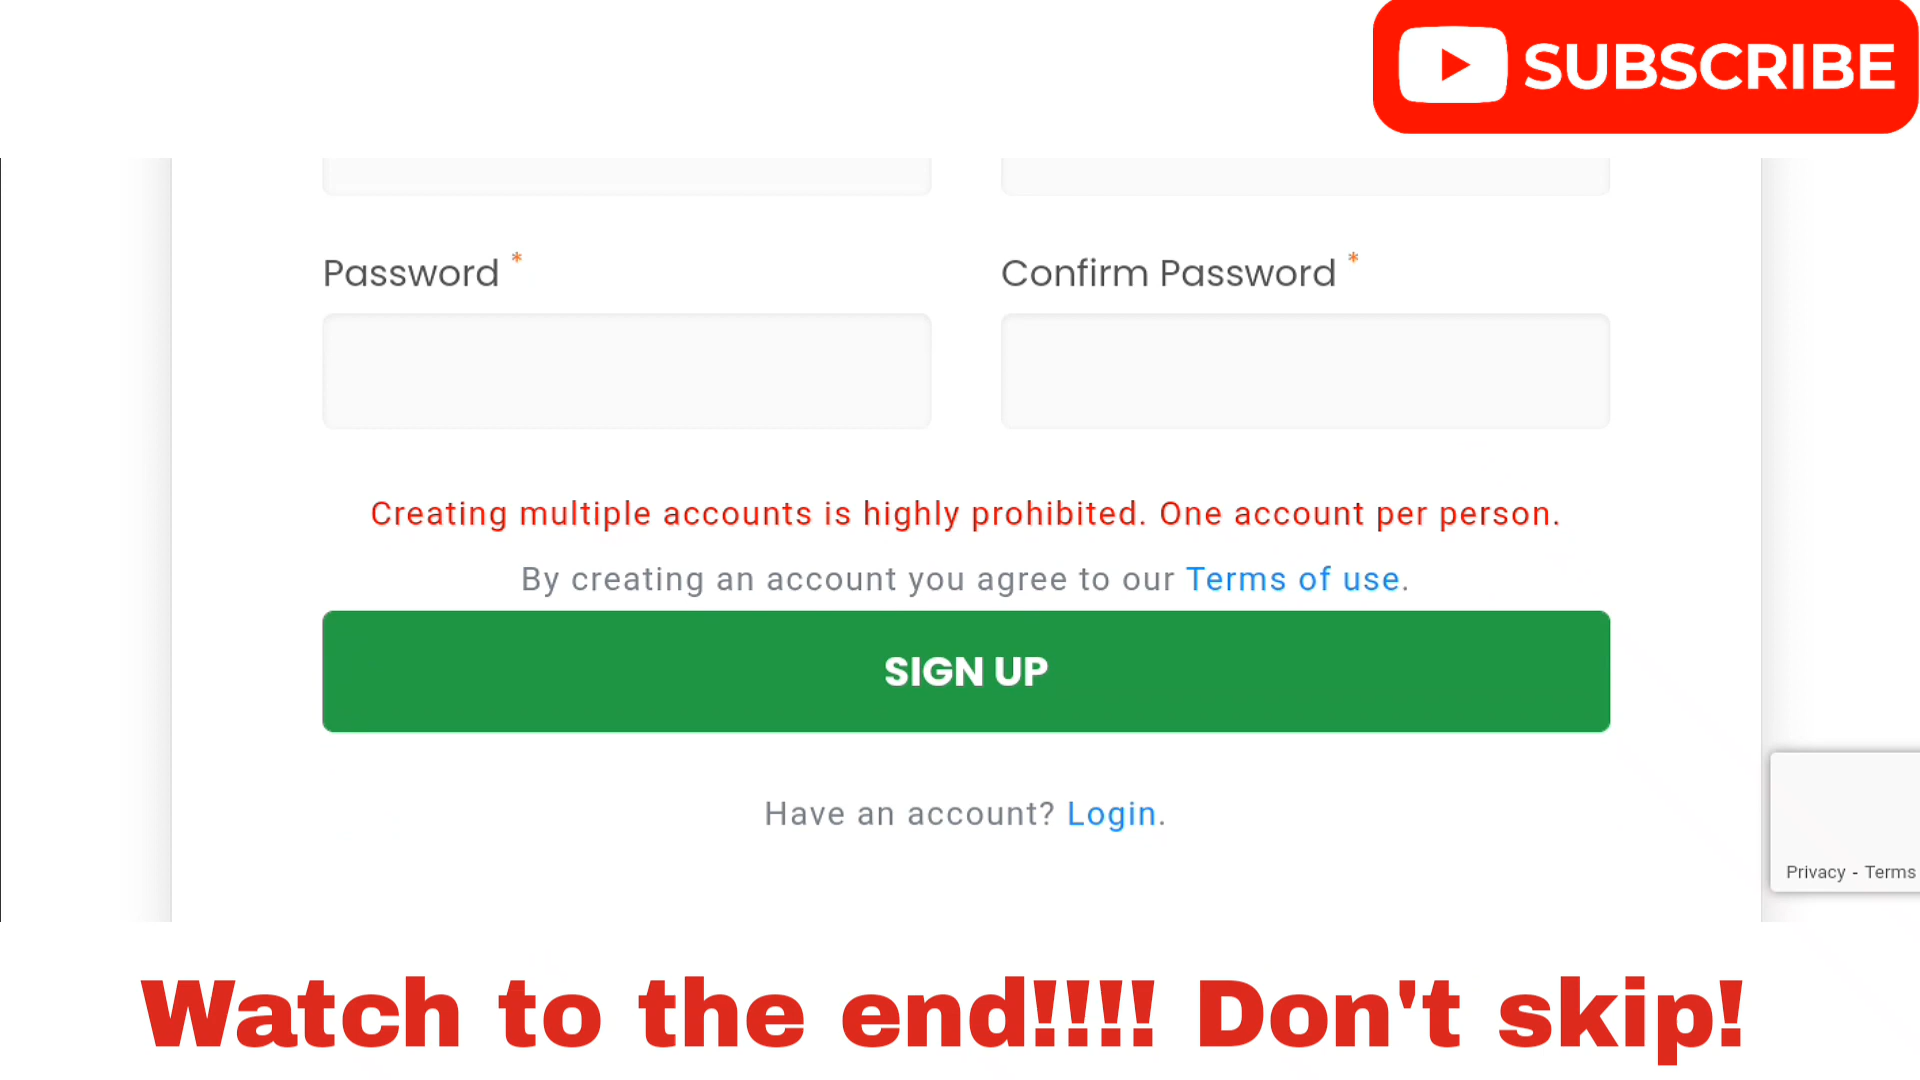 SUBSCRIBE
Password *
Confirm Password *
Creating multiple accounts is highly prohibited. One account per person.
By creating an account you agree to our Terms of use.
SIGN UP
Have an account? Login.
Privacy - Terms
Watch to the end!!!! Don't skip!